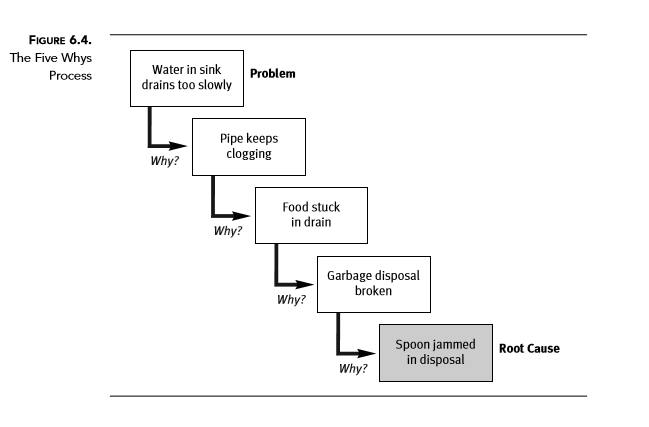 FIGURE 6.4.
The Five Whys
Process
Water in sink
drains too slowly
Problem
Why?
Pipe keeps
clogging
Why?
Food stuck
in drain
Why?
Garbage disposal
broken
Why?
Spoon jammed
in disposal
Root Cause